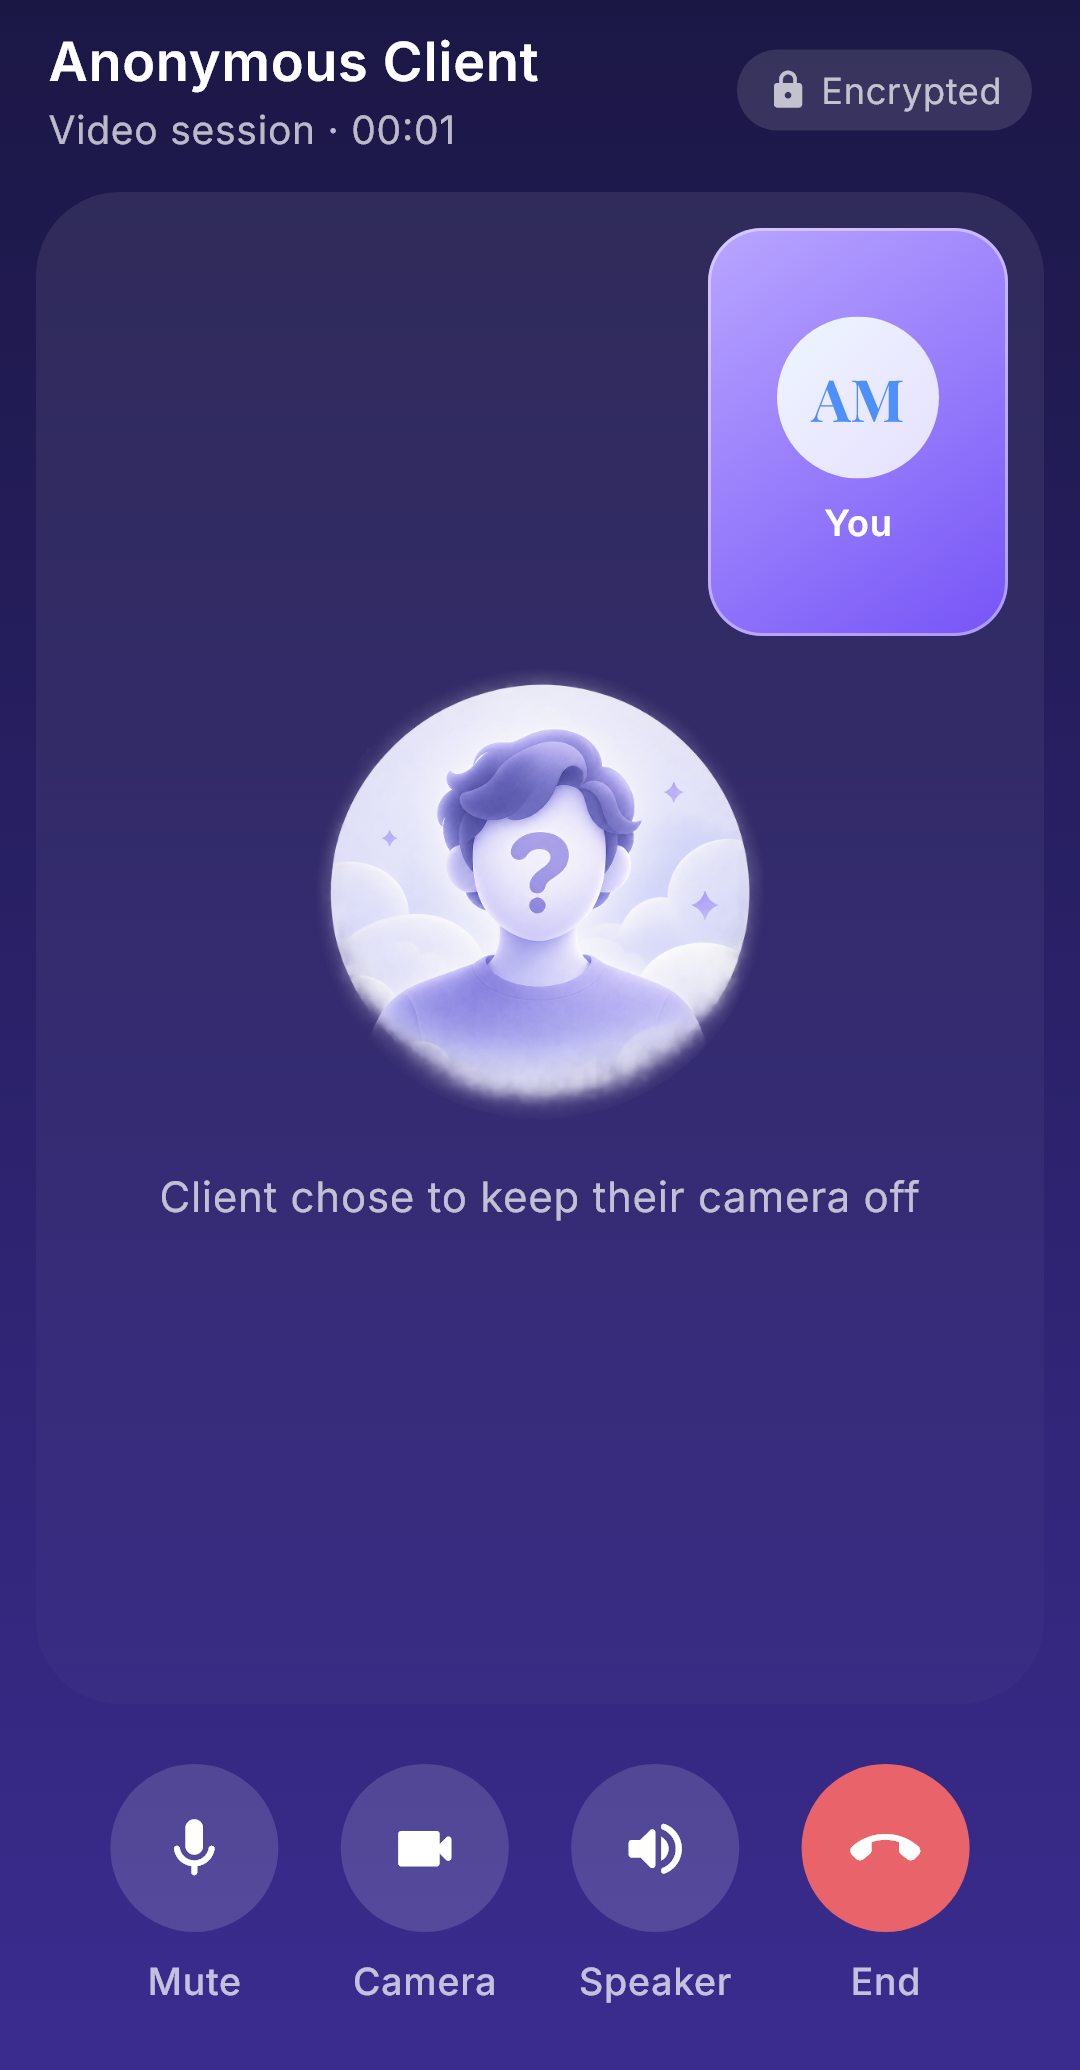 Anonymous Client
Video session · 00:01
Encrypted
AM
You
?
Client chose to keep their camera off
Mute
Camera
Speaker
End